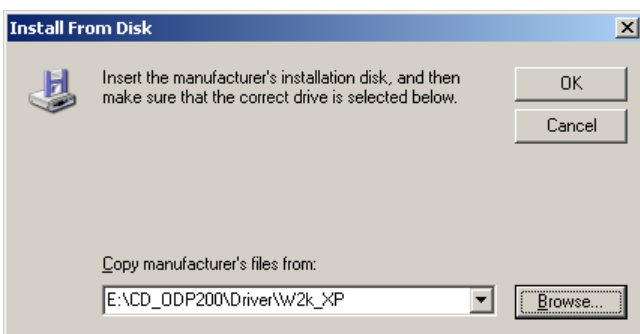 Install From Disk
Insert the manufacturer's installation disk, and then
make sure that the correct drive is selected below.
OK
Cancel
Copy manufacturer's files from:
E:\CD_ODP200\Driver\W2k_XP
Browse...